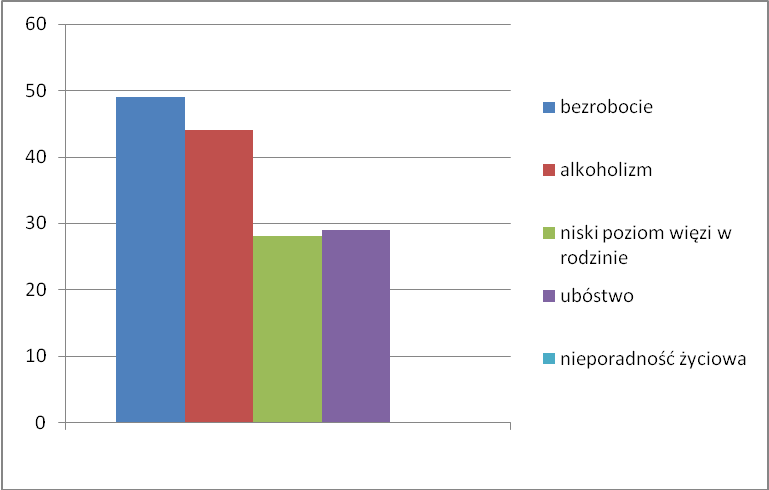 60
50
40
30
20
10
0
bezrobocie
alkoholizm
niski poziom więzi w
rodzinie
ubóstwo
nieporadność życiowa